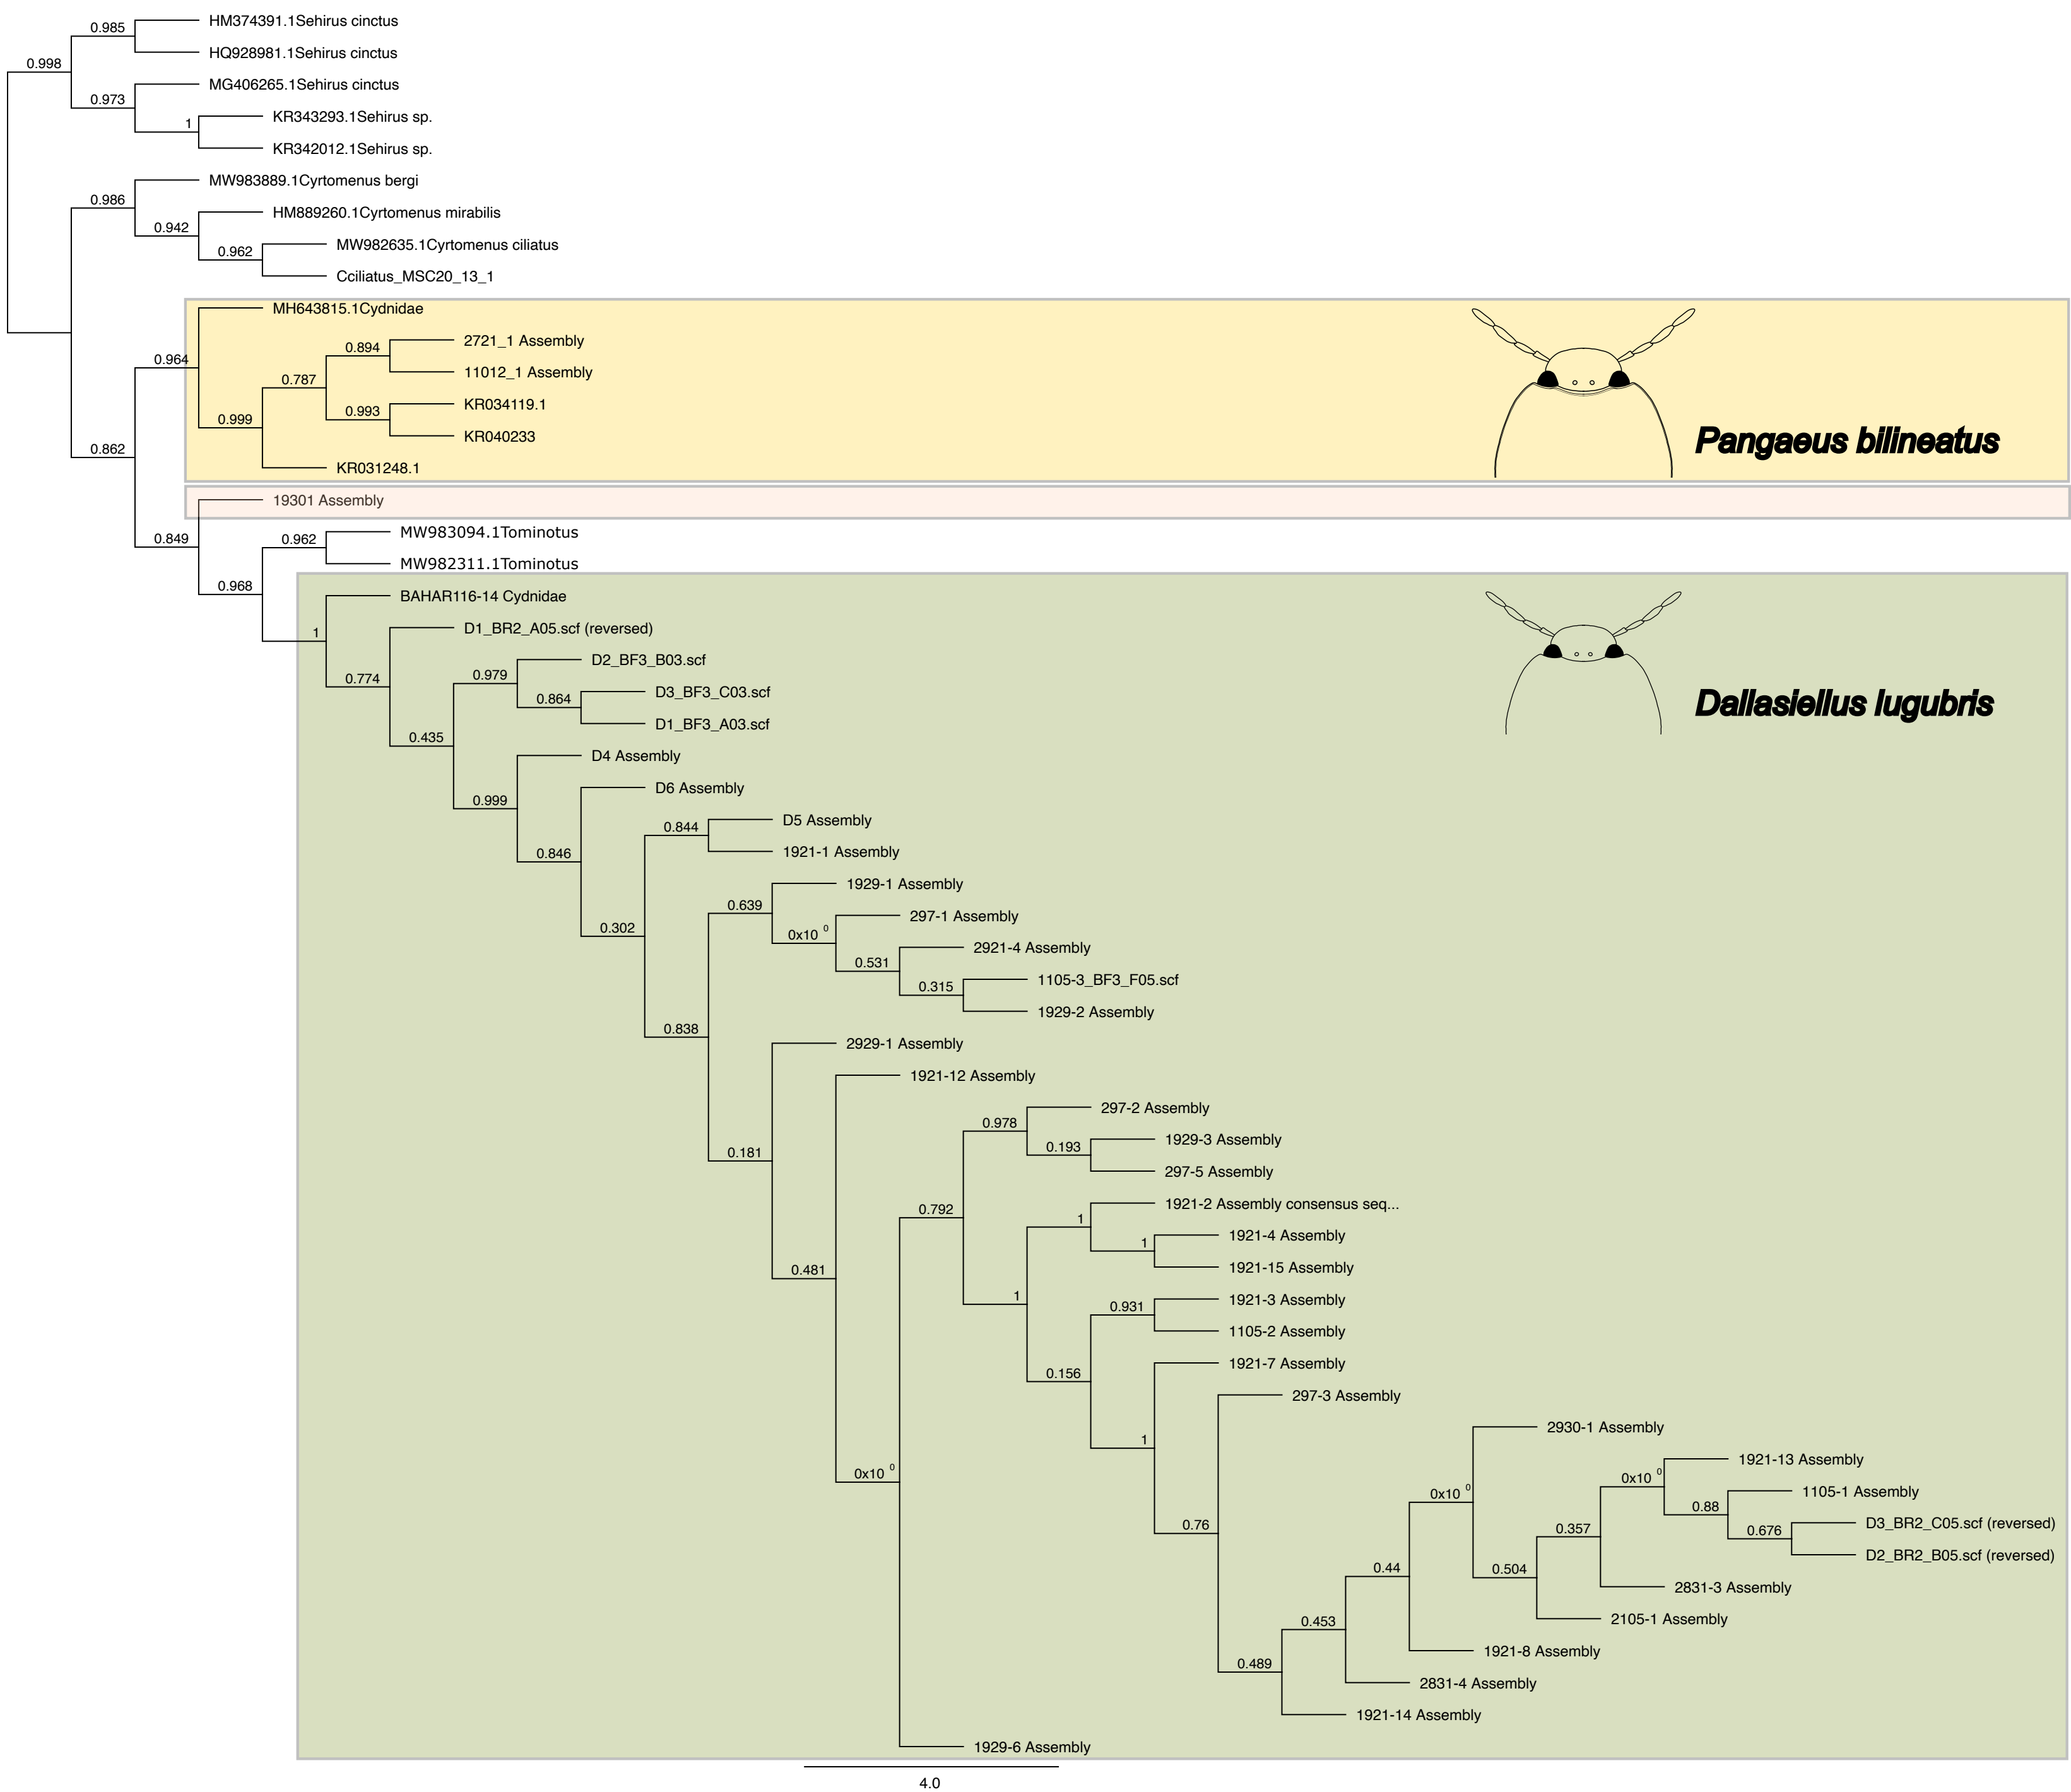 HM374391.1Sehirus cinctus
0.985
HQ928981.1Sehirus cinctus
0.998
MG406265.1Sehirus cinctus
0.973
KR343293.1Sehirus sp.
1
KR342012.1Sehirus sp.
MW983889.1Cyrtomenus bergi
0.986
HM889260.1Cyrtomenus mirabilis
0.942
MW982635.1Cyrtomenus ciliatus
0.962
Cciliatus_MSC20_13_1
MH643815.1Cydnidae
2721_1 Assembly
0.894
0.964
11012_1 Assembly
0.787
KR034119.1
0.993
0.999
KR040233
Pangaeus bilineatus
0.862
KR031248.1
19301 Assembly
MW983094.1Tominotus
0.849
0.962
MW982311.1Tominotus
0.968
BAHAR116-14 Cydnidae
1
D1_BR2_A05.scf (reversed)
D2_BF3_B03.scf
0.979
0.774
D3_BF3_C03.scf
0.864
Dallasiellus lugubris
D1_BF3_A03.scf
0.435
D4 Assembly
D6 Assembly
0.999
D5 Assembly
0.844
0.846
1921-1 Assembly
1929-1 Assembly
0.639
297-1 Assembly
0.302
0x10 0
2921-4 Assembly
0.531
1105-3_BF3_F05.scf
0.315
1929-2 Assembly
0.838
2929-1 Assembly
1921-12 Assembly
297-2 Assembly
0.978
1929-3 Assembly
0.193
0.181
297-5 Assembly
1921-2 Assembly consensus seq...
0.792
1
1921-4 Assembly
1
1921-15 Assembly
0.481
1
1921-3 Assembly
0.931
1105-2 Assembly
1921-7 Assembly
0.156
297-3 Assembly
2930-1 Assembly
1
1921-13 Assembly
0x10 0
0x10 0
1105-1 Assembly
0x10 0
0.88
D3_BR2_C05.scf (reversed)
0.76
0.357
0.676
D2_BR2_B05.scf (reversed)
0.44
0.504
2831-3 Assembly
2105-1 Assembly
0.453
1921-8 Assembly
0.489
2831-4 Assembly
1921-14 Assembly
1929-6 Assembly
4.0